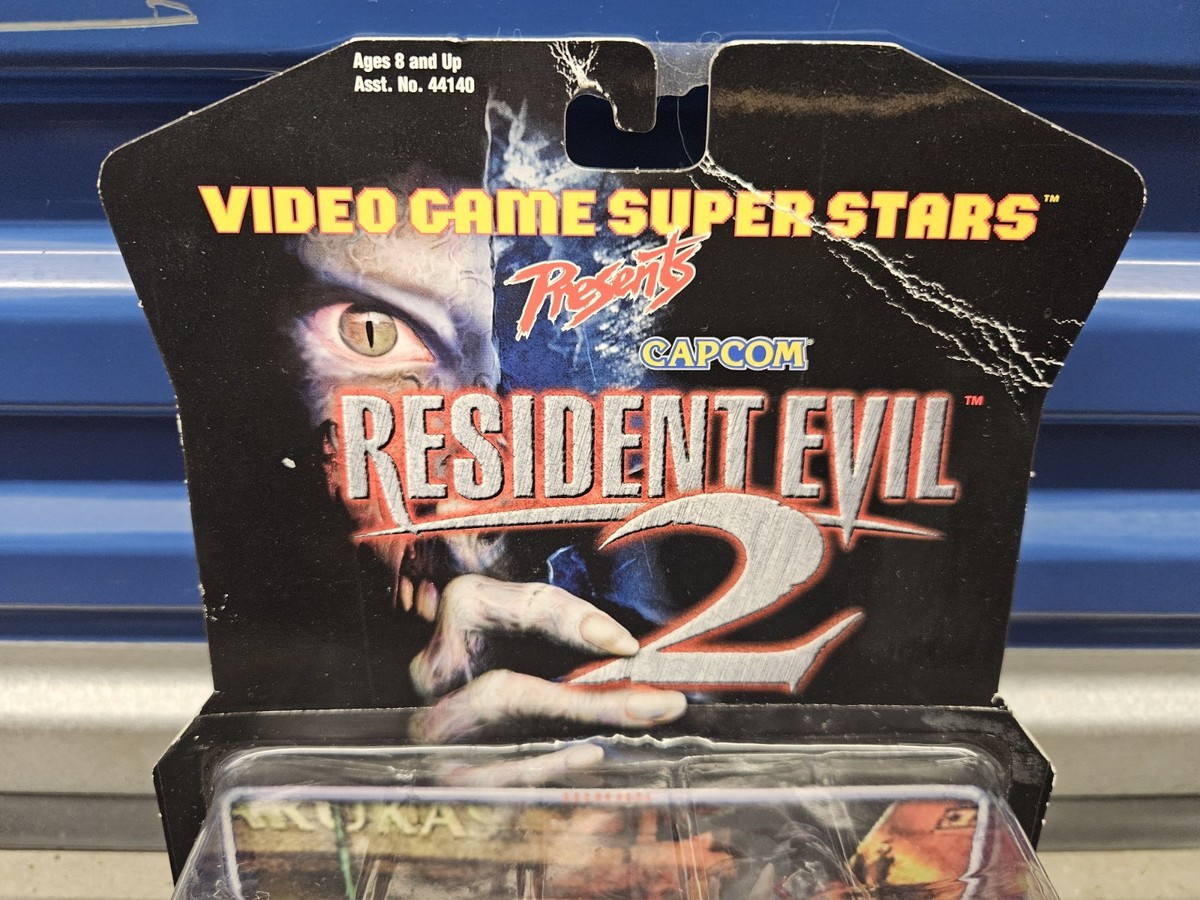 Ages 8 and Up
Asst. No. 44140
VIDEO GAME SUPER STARS™
Presents
CAPCOM
RESIDENT EVIL™
2